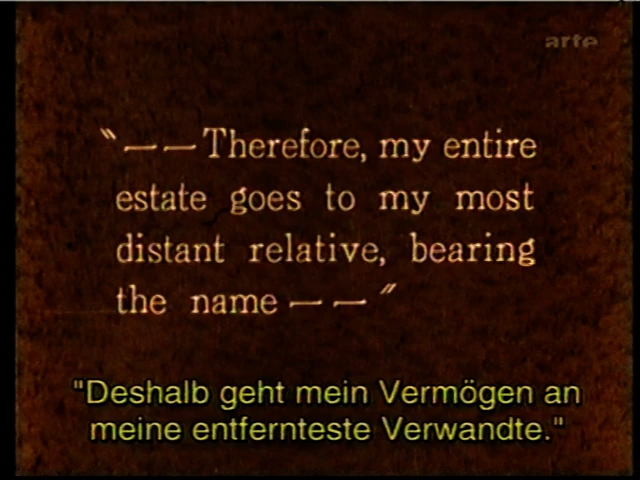 arte
"——Therefore, my entire
estate goes to my most
distant relative, bearing
the name——"
"Deshalb geht mein Vermögen an
meine entfernteste Verwandte."